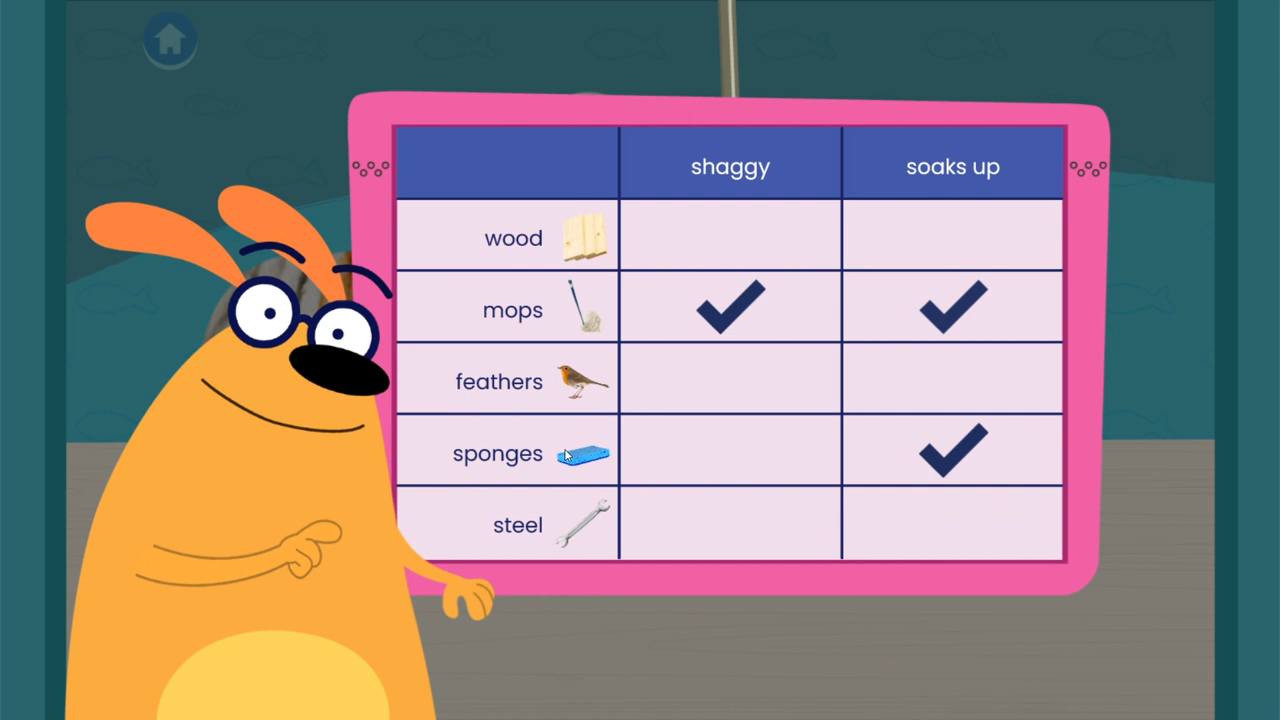 shaggy soaks up
wood
mops
feathers
sponges
steel